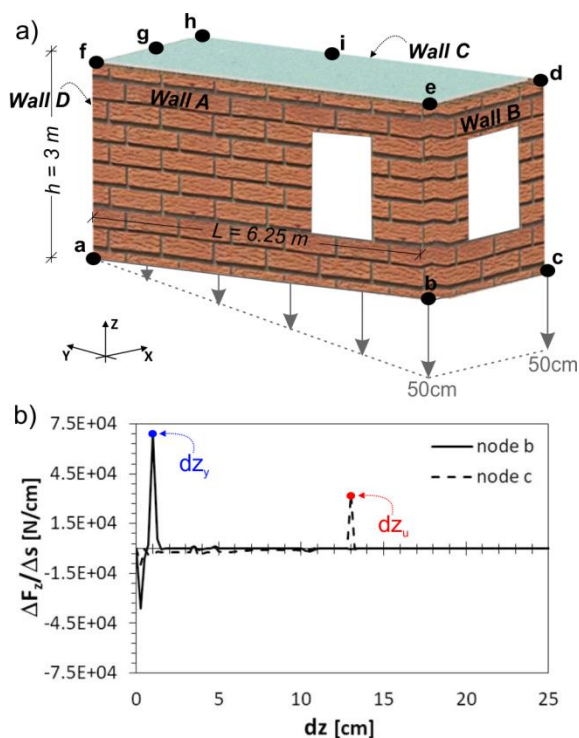 a)
h
g
i
Wall C
f
d
e
Wall D
Wall A
Wall B
h = 3 m
L = 6.25 m
a
c
b
Z
Y
X
50cm
50cm
b)
7.5E+04
4.5E+04
1.5E+04
-1.5E+04
-4.5E+04
-7.5E+04
ΔFz/Δs [N/cm]
node b
node c
dzy
dzu
0 5 10 15 20 25
dz [cm]